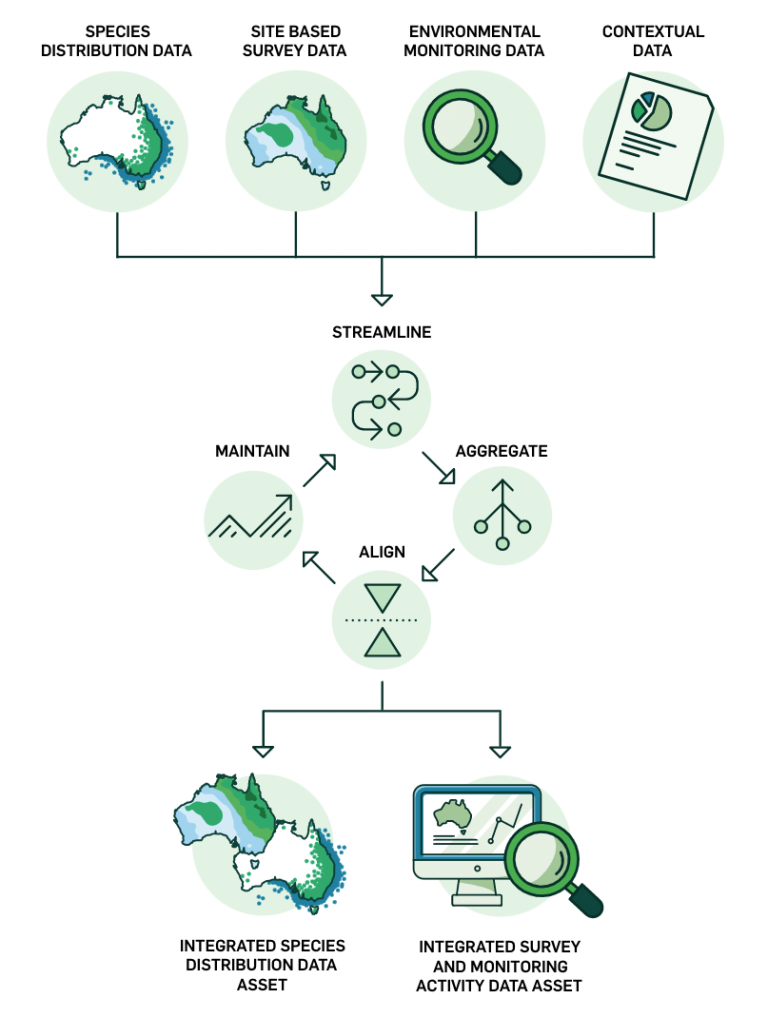 SPECIES
DISTRIBUTION DATA
SITE BASED
SURVEY DATA
ENVIRONMENTAL
MONITORING DATA
CONTEXTUAL
DATA
STREAMLINE
MAINTAIN
AGGREGATE
ALIGN
INTEGRATED SPECIES
DISTRIBUTION DATA
ASSET
INTEGRATED SURVEY
AND MONITORING
ACTIVITY DATA ASSET